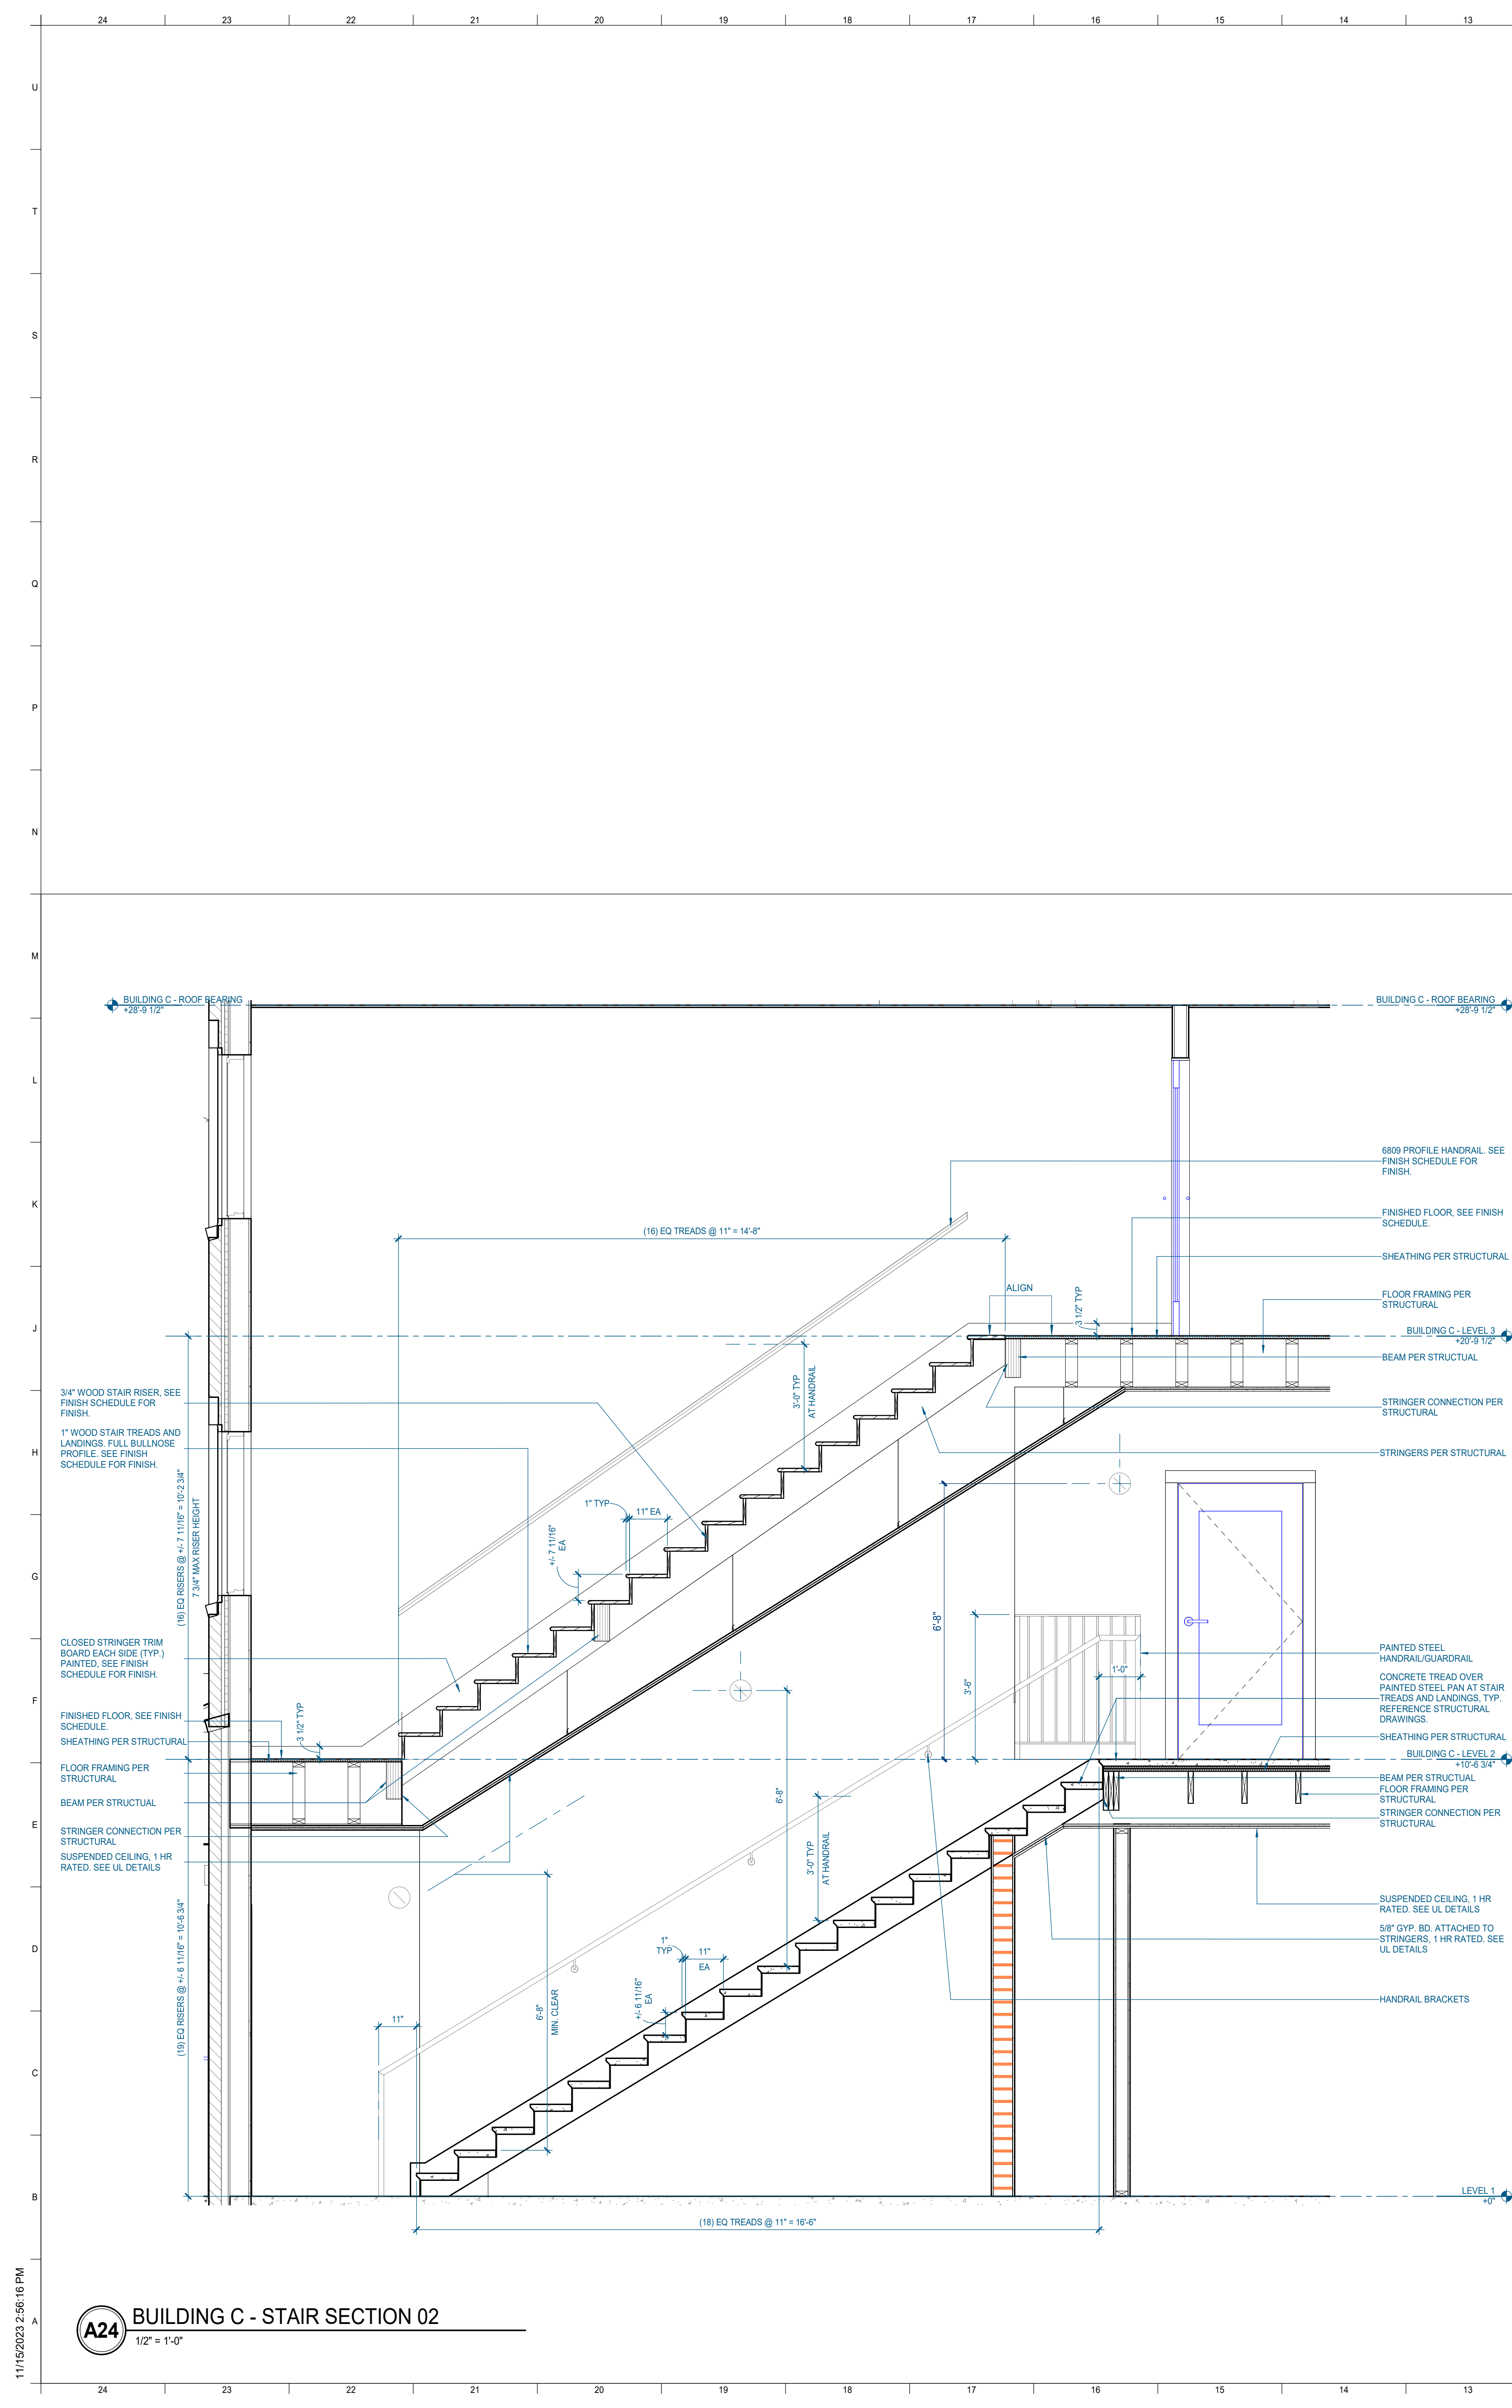 24 23 22 21 20 19 18 17 16 15 14 13
U
T
S
R
Q
P
N
M
L
K
J
H
G
F
E
D
C
B
A
BUILDING C - ROOF BEARING
+28'-9 1/2"
BUILDING C - ROOF BEARING
+28'-9 1/2"
6809 PROFILE HANDRAIL. SEE
FINISH SCHEDULE FOR
FINISH.
FINISHED FLOOR, SEE FINISH
SCHEDULE.
SHEATHING PER STRUCTURAL
FLOOR FRAMING PER
STRUCTURAL
BUILDING C - LEVEL 3
+20'-9 1/2"
BEAM PER STRUCTUAL
STRINGER CONNECTION PER
STRUCTURAL
STRINGERS PER STRUCTURAL
(16) EQ TREADS @ 11" = 14'-8"
ALIGN
3 1/2" TYP
3'-0" TYP
AT HANDRAIL
3/4" WOOD STAIR RISER, SEE
FINISH SCHEDULE FOR
FINISH.
1" WOOD STAIR TREADS AND
LANDINGS. FULL BULLNOSE
PROFILE. SEE FINISH
SCHEDULE FOR FINISH.
(16) EQ RISERS @ +/- 7 11/16" = 10'-2 3/4"
7 3/4" MAX RISER HEIGHT
1" TYP
11" EA
+/- 7 11/16"
EA
6'-8"
3'-6"
1'-0"
CLOSED STRINGER TRIM
BOARD EACH SIDE (TYP.)
PAINTED, SEE FINISH
SCHEDULE FOR FINISH.
FINISHED FLOOR, SEE FINISH
SCHEDULE.
SHEATHING PER STRUCTURAL
3 1/2" TYP
FLOOR FRAMING PER
STRUCTURAL
BEAM PER STRUCTUAL
STRINGER CONNECTION PER
STRUCTURAL
SUSPENDED CEILING, 1 HR
RATED. SEE UL DETAILS
PAINTED STEEL
HANDRAIL/GUARDRAIL
CONCRETE TREAD OVER
PAINTED STEEL PAN AT STAIR
TREADS AND LANDINGS, TYP.
REFERENCE STRUCTURAL
DRAWINGS.
SHEATHING PER STRUCTURAL
BUILDING C - LEVEL 2
+10'-6 3/4"
BEAM PER STRUCTUAL
FLOOR FRAMING PER
STRUCTURAL
STRINGER CONNECTION PER
STRUCTURAL
SUSPENDED CEILING, 1 HR
RATED. SEE UL DETAILS
5/8" GYP. BD. ATTACHED TO
STRINGERS, 1 HR RATED. SEE
UL DETAILS
HANDRAIL BRACKETS
6'-8"
3'-0" TYP
AT HANDRAIL
(19) EQ RISERS @ +/- 6 11/16" = 10'-6 3/4"
1"
TYP
11"
EA
+/- 6 11/16"
EA
6'-8"
MIN. CLEAR
11"
LEVEL 1
+0"
(18) EQ TREADS @ 11" = 16'-6"
A24
BUILDING C - STAIR SECTION 02
1/2" = 1'-0"
11/15/2023 2:56:16 PM
24 23 22 21 20 19 18 17 16 15 14 13